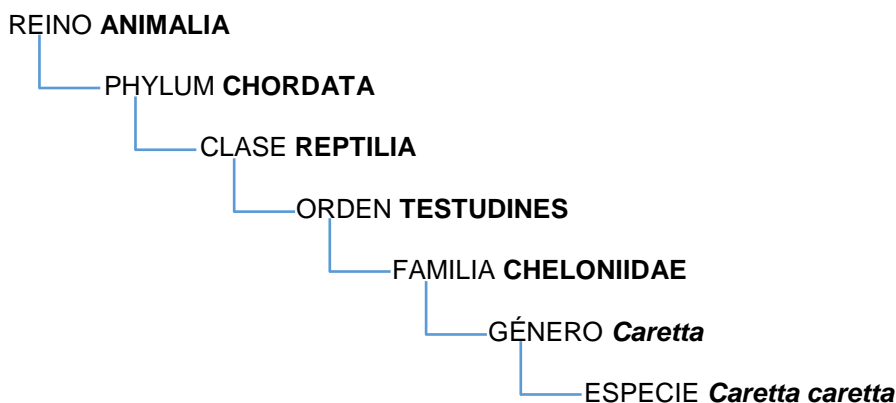 REINO ANIMALIA
PHYLUM CHORDATA
CLASE REPTILIA
ORDEN TESTUDINES
FAMILIA CHELONIIDAE
GÉNERO Caretta
ESPECIE Caretta caretta